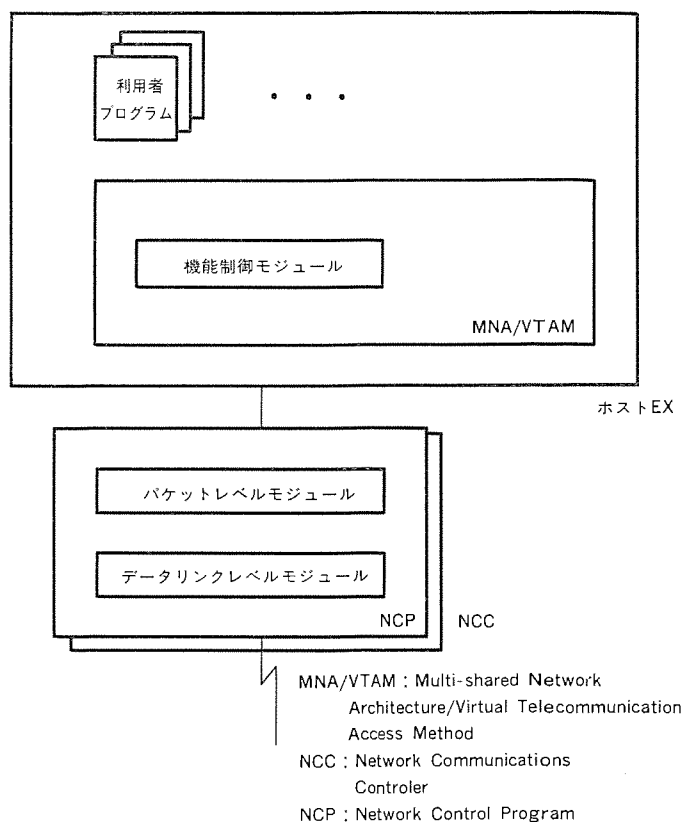 利用者
プログラム
・ ・ ・
機能制御モジュール
MNA/VTAM
ホストEX
パケットレベルモジュール
データリンクレベルモジュール
NCP
NCC
MNA/VTAM : Multi-shared Network
Architecture/Virtual Telecommunication
Access Method
NCC : Network Communications
Controler
NCP : Network Control Program